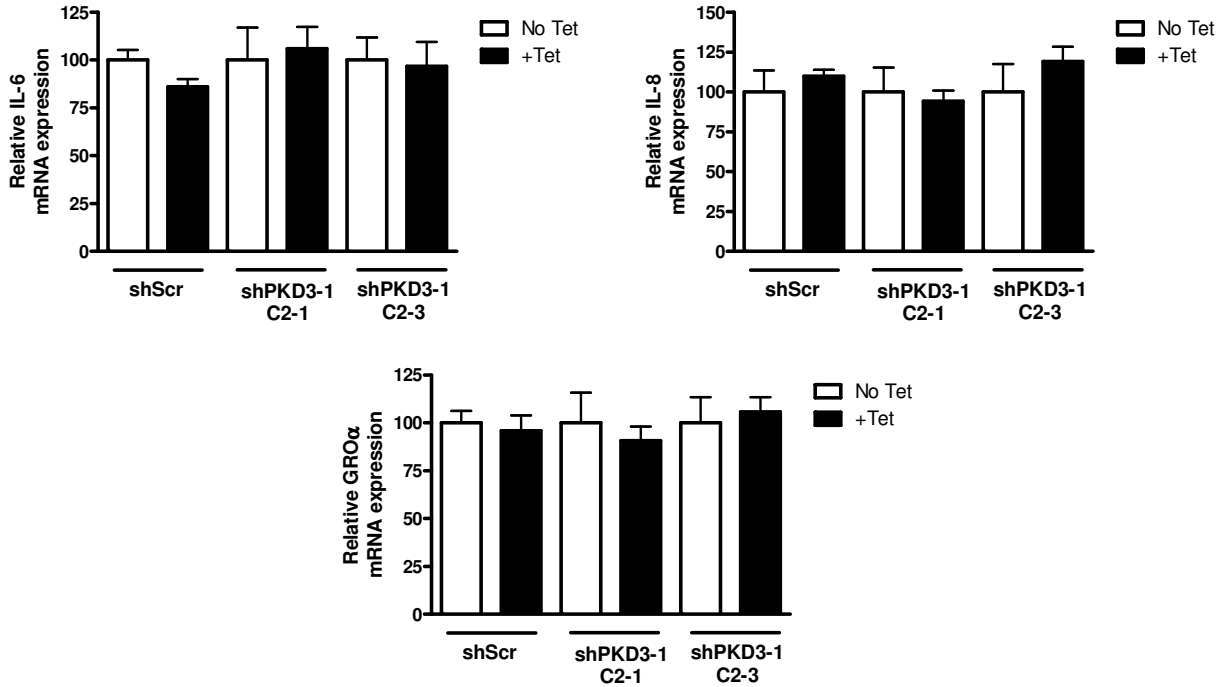 Relative IL-6
mRNA expression
125
100
75
50
25
0
No Tet
+Tet
shScr
shPKD3-1
C2-1
shPKD3-1
C2-3
Relative IL-8
mRNA expression
150
125
100
75
50
25
0
No Tet
+Tet
shScr
shPKD3-1
C2-1
shPKD3-1
C2-3
Relative GROα
mRNA expression
125
100
75
50
25
0
No Tet
+Tet
shScr
shPKD3-1
C2-1
shPKD3-1
C2-3